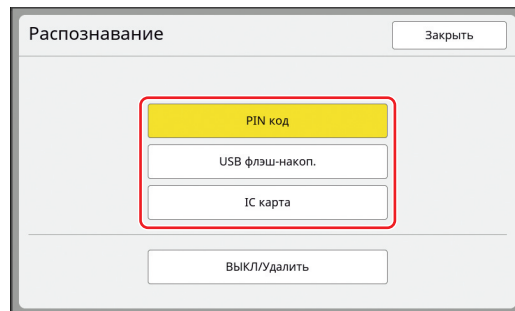 Распознавание
Закрыть
PIN код
USB флэш-накоп.
IC карта
ВЫКЛ/Удалить